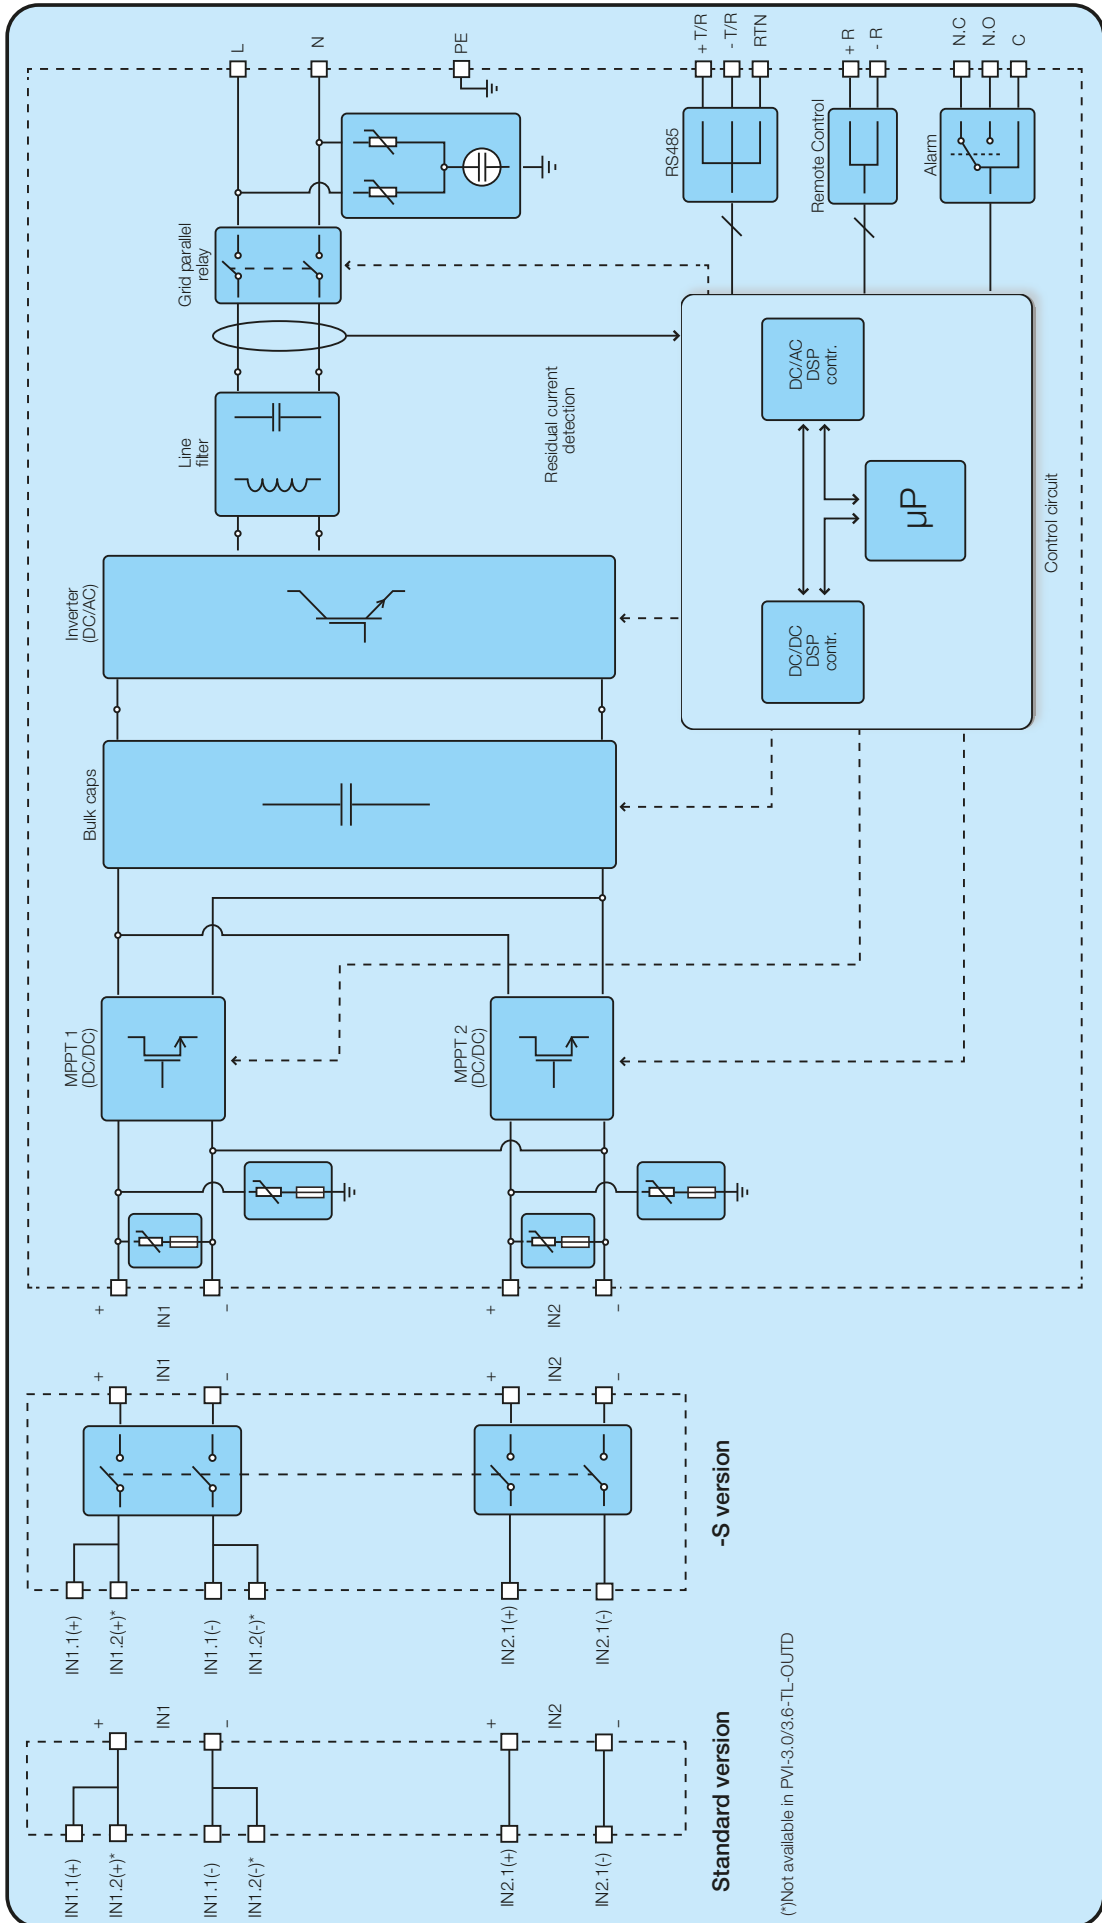 Standard version
IN1.1(+)
IN1.2(+)*
IN1.1(-)
IN1.2(-)*
IN2.1(+)
IN2.1(-)
+
IN1
–
+
IN2
–
(*)Not available in PVI-3.0/3.6-TL-OUTD
-S version
IN1.1(+)
IN1.2(+)*
IN1.1(-)
IN1.2(-)*
IN2.1(+)
IN2.1(-)
+
IN1
–
+
IN2
–
+
IN1
–
+
IN2
–
MPPT 1
(DC/DC)
MPPT 2
(DC/DC)
Bulk caps
Inverter
(DC/AC)
Line
filter
Grid parallel
relay
Residual current
detection
L
N
PE
DC/DC
DSP
contr.
DC/AC
DSP
contr.
µP
Control circuit
RS485
+ T/R
- T/R
RTN
Remote Control
+ R
- R
Alarm
N.C
N.O
C